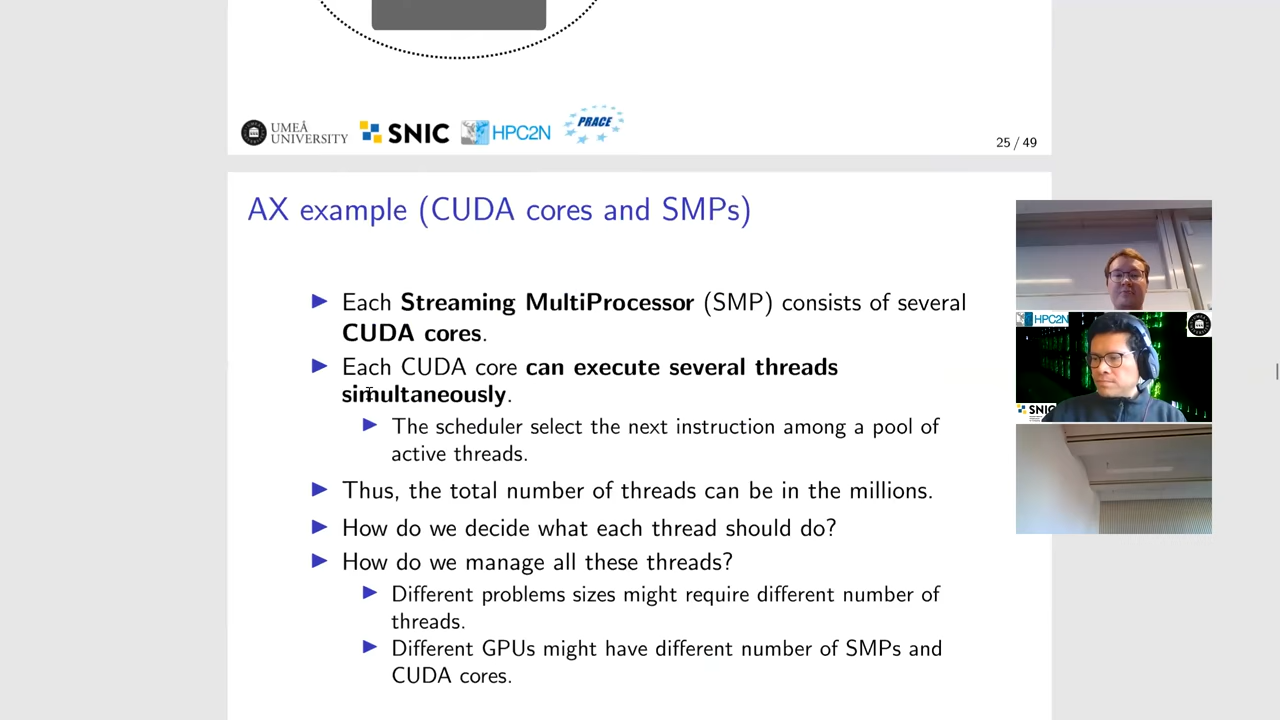 UMEÅ
UNIVERSITY
SNIC
HPC2N
PRACE
25 / 49
AX example (CUDA cores and SMPs)
Each Streaming MultiProcessor (SMP) consists of several
CUDA cores.
Each CUDA core can execute several threads
simultaneously.
The scheduler select the next instruction among a pool of
active threads.
Thus, the total number of threads can be in the millions.
How do we decide what each thread should do?
How do we manage all these threads?
Different problems sizes might require different number of
threads.
Different GPUs might have different number of SMPs and
CUDA cores.
HPC2N
SNIC